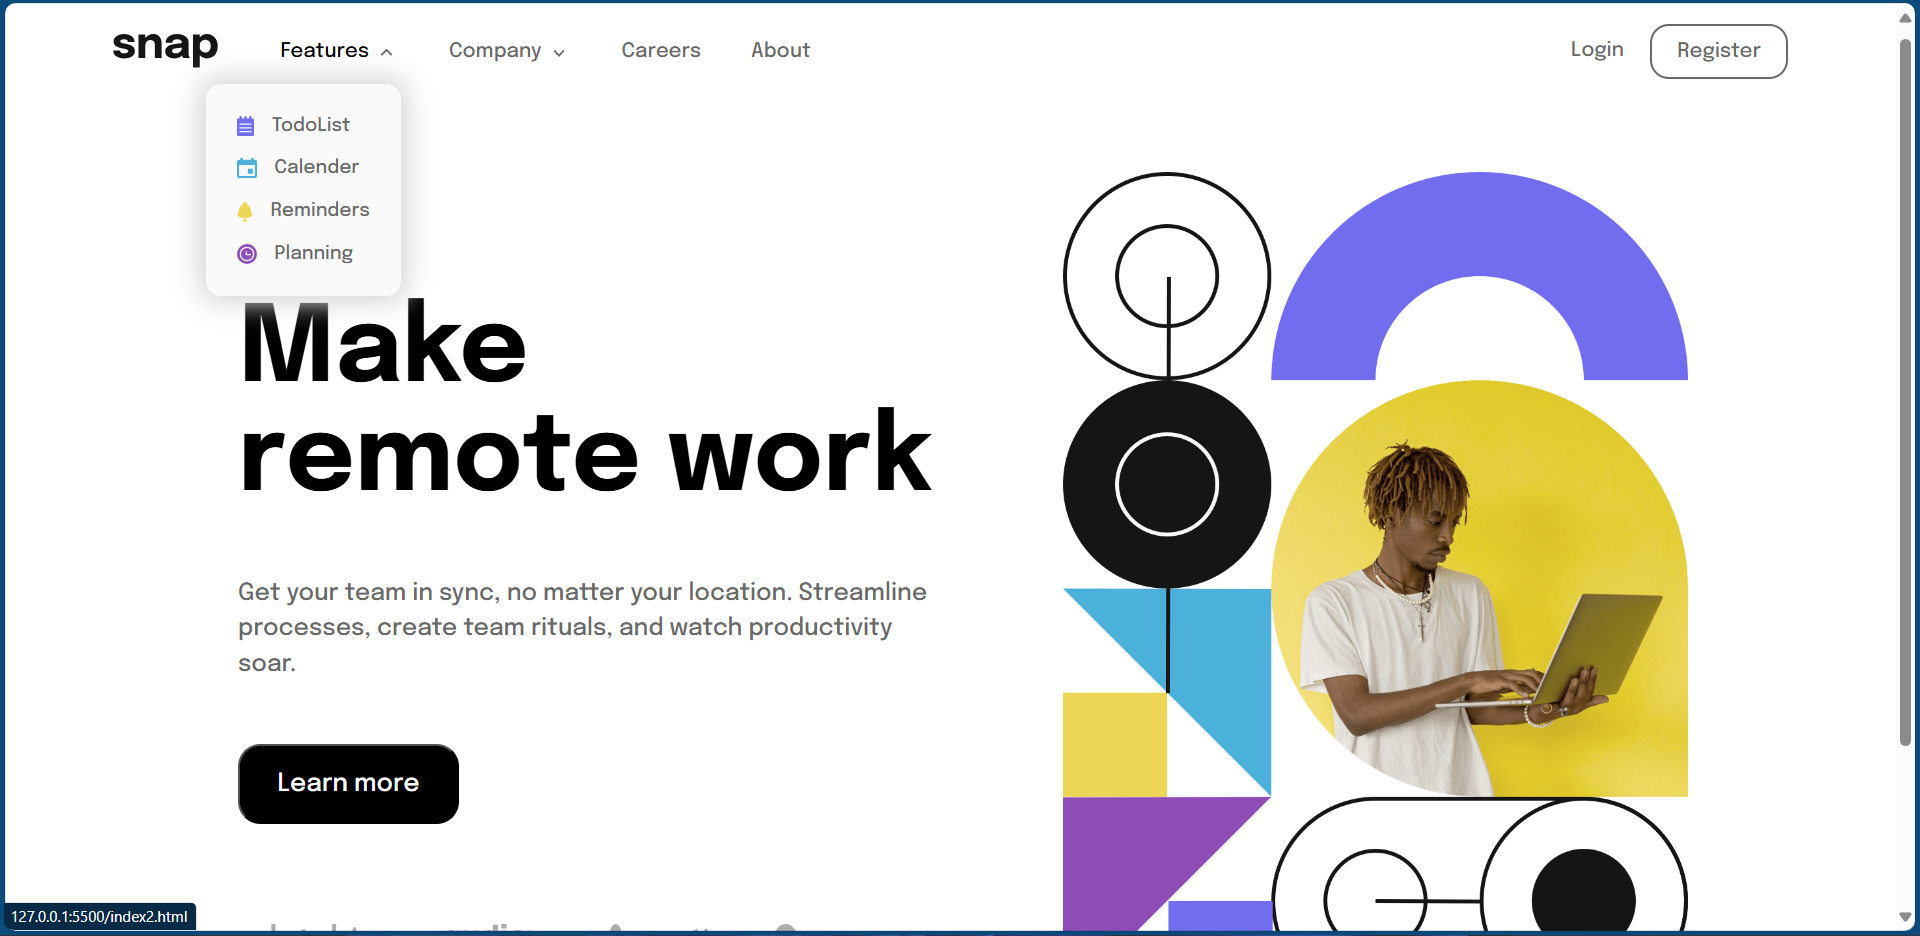 snap
Features
Company
Careers
About
Login
Register
TodoList
Calender
Reminders
Planning
Make
remote work
Get your team in sync, no matter your location. Streamline
processes, create team rituals, and watch productivity
soar.
Learn more
127.0.0.1:5500/index2.html